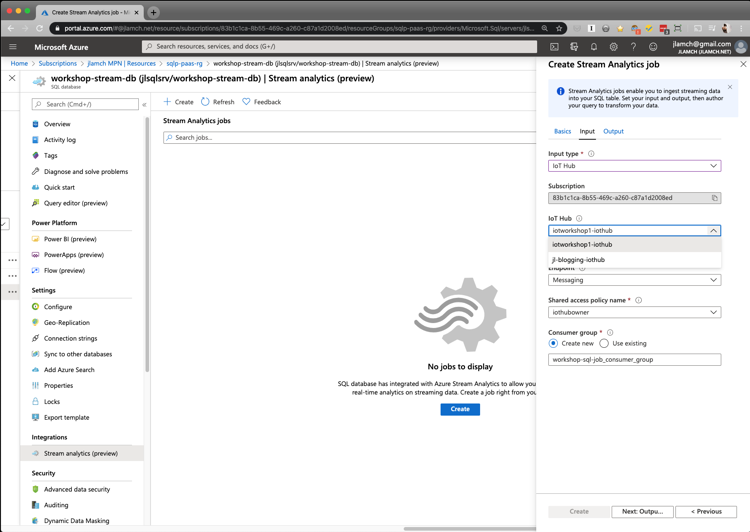 Create Stream Analytics job - Mic
portal.azure.com/#@jlamch.net/resource/subscriptions/83b1c1ca-8b55-469c-a260-c87a1d2008ed/resourceGroups/sqlp-paas-rg/providers/Microsoft.Sql/servers/jls...
Microsoft Azure
Search resources, services, and docs (G+/)
jlamch@gmail.com
JLAMCH (JLAMCH.NET)
Home > Subscriptions > jlamch MPN | Resources > sqlp-paas-rg > workshop-stream-db (jlsqlsrv/workshop-stream-db) | Stream analytics (preview)
workshop-stream-db (jlsqlsrv/workshop-stream-db) | Stream analytics (preview)
SQL database
Search (Cmd+/)
Overview
Activity log
Tags
Diagnose and solve problems
Quick start
Query editor (preview)
Power Platform
Power BI (preview)
PowerApps (preview)
Flow (preview)
Settings
Configure
Geo-Replication
Connection strings
Sync to other databases
Add Azure Search
Properties
Locks
Export template
Integrations
Stream analytics (preview)
Security
Advanced data security
Auditing
Dynamic Data Masking
Create
Refresh
Feedback
Stream Analytics jobs
Search jobs...
No jobs to display
SQL database has integrated with Azure Stream Analytics to allow you
real-time analytics on streaming data. Create a job right from you
Create
Create Stream Analytics job
Stream Analytics jobs enable you to ingest streaming data
into your SQL table. Set your input and output, then author
your query to transform your data.
Basics Input Output
Input type *
IoT Hub
Subscription
83b1c1ca-8b55-469c-a260-c87a1d2008ed
IoT Hub
iotworkshop1-iothub
iotworkshop1-iothub
jl-blogging-iothub
Endpoint
Messaging
Shared access policy name *
iothubowner
Consumer group *
Create new Use existing
workshop-sql-job_consumer_group
Create
Next: Outpu...
< Previous